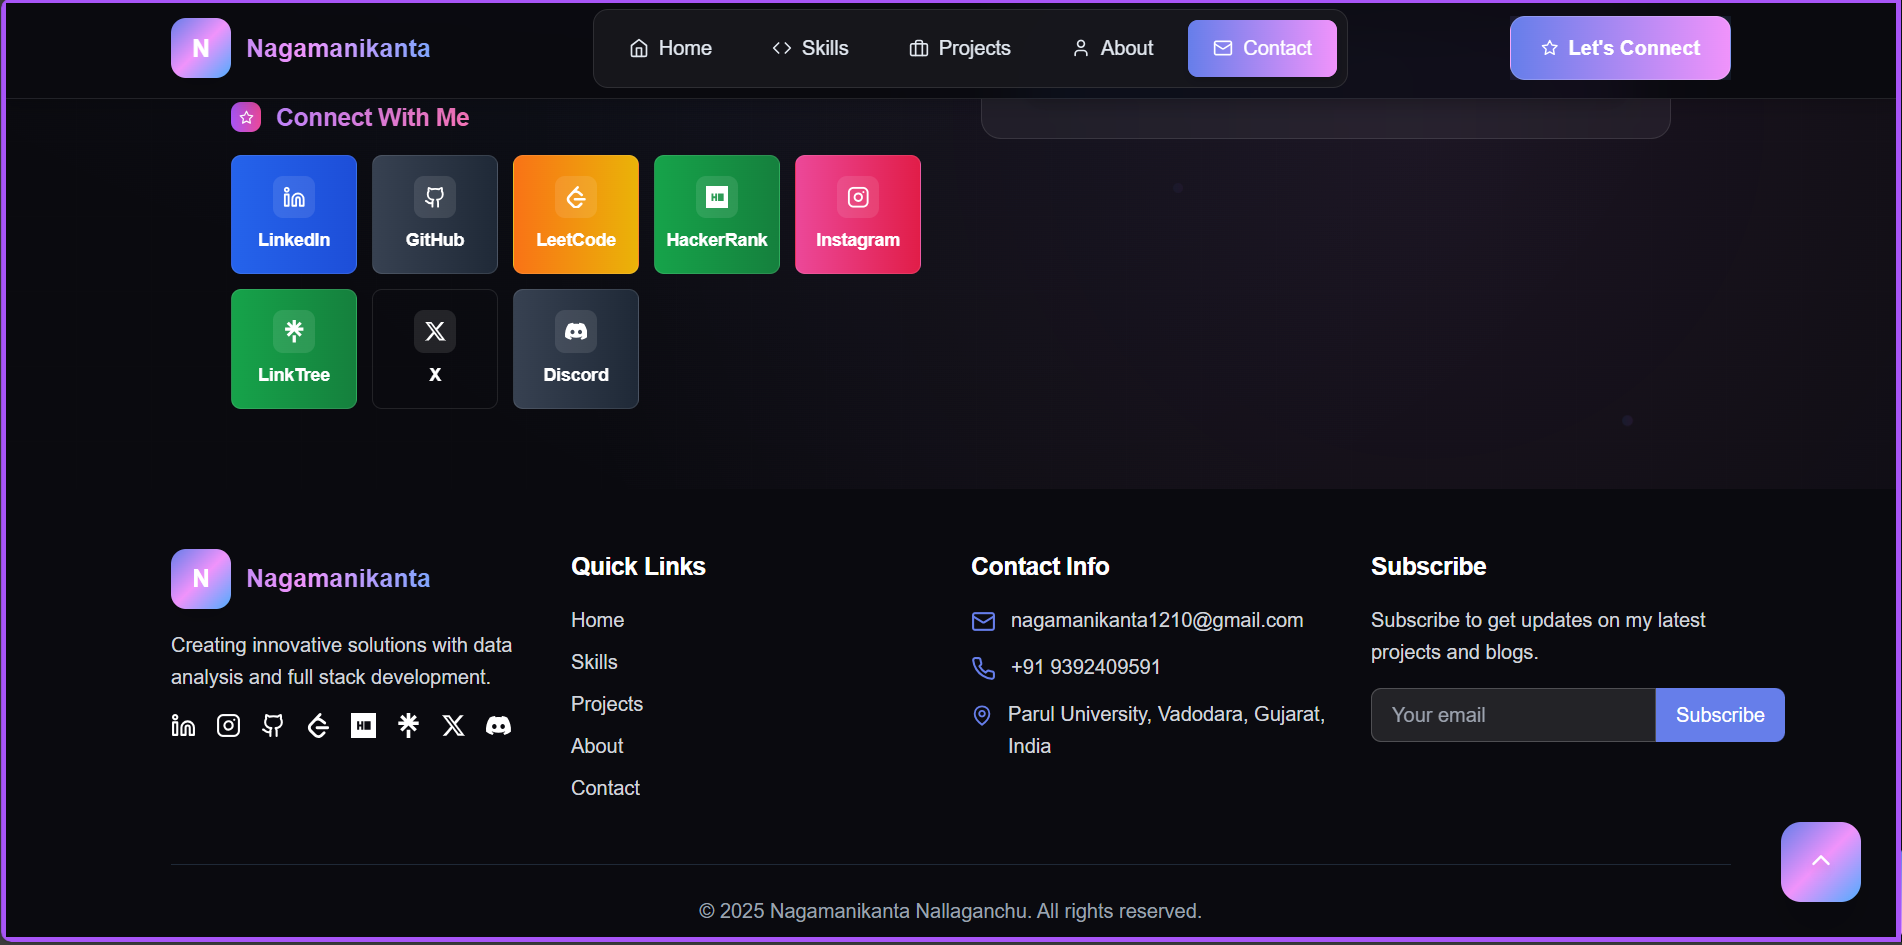 N Nagamanikanta
Home
Skills
Projects
About
Contact
Let's Connect
Connect With Me
LinkedIn
GitHub
LeetCode
HackerRank
Instagram
LinkTree
X
Discord
N Nagamanikanta
Creating innovative solutions with data
analysis and full stack development.
Quick Links
Home
Skills
Projects
About
Contact
Contact Info
nagamanikanta1210@gmail.com
+91 9392409591
Parul University, Vadodara, Gujarat,
India
Subscribe
Subscribe to get updates on my latest
projects and blogs.
Your email
Subscribe
© 2025 Nagamanikanta Nallaganchu. All rights reserved.